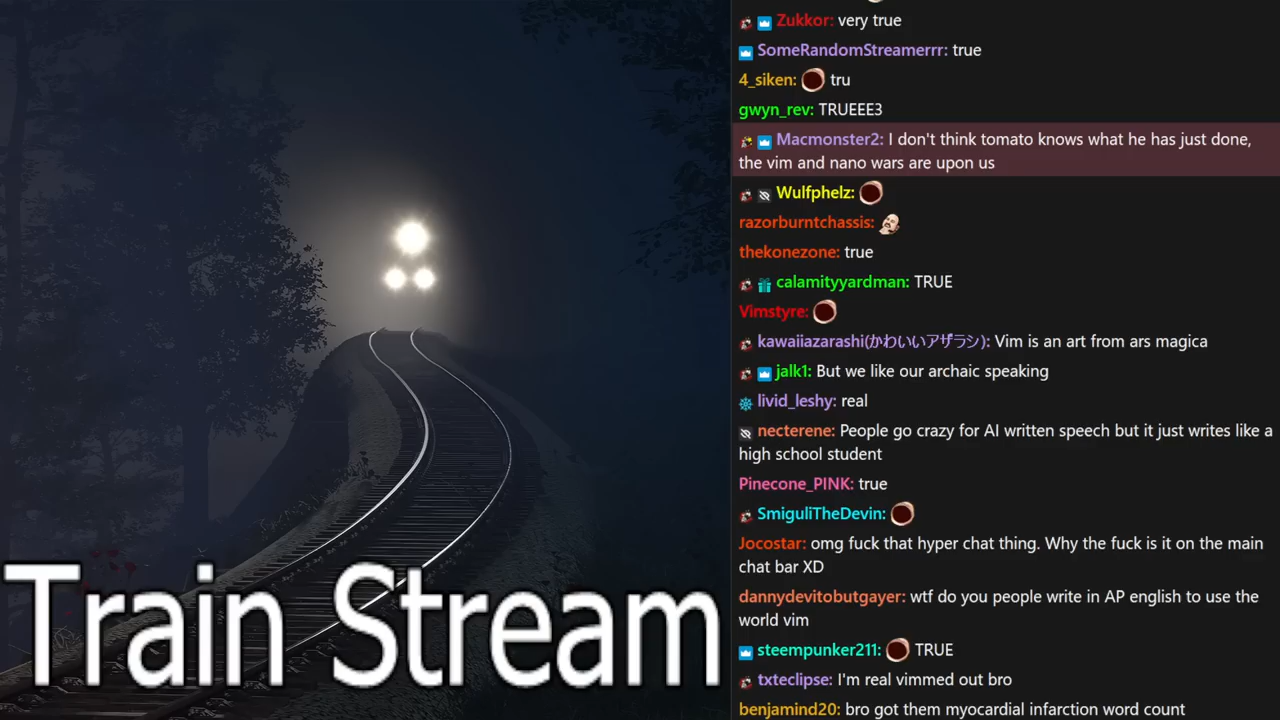 Zukkor: very true
SomeRandomStreamerrr: true
4_siken: tru
gwyn_rev: TRUEEE3
Macmonster2: I don't think tomato knows what he has just done,
the vim and nano wars are upon us
Wulfphelz:
razorburntchassis:
thekonezone: true
calamityyardman: TRUE
Vimstyre:
kawaiiazarashi(かわいいアザラシ): Vim is an art from ars magica
jalk1: But we like our archaic speaking
livid_leshy: real
necterene: People go crazy for AI written speech but it just writes like a
high school student
Pinecone_PINK: true
SmiguliTheDevin:
Jocostar: omg fuck that hyper chat thing. Why the fuck is it on the main
chat bar XD
dannydevitobutgayer: wtf do you people write in AP english to use the
world vim
steempunker211: TRUE
txteclipse: I'm real vimmed out bro
benjamind20: bro got them myocardial infarction word count
Train Stream